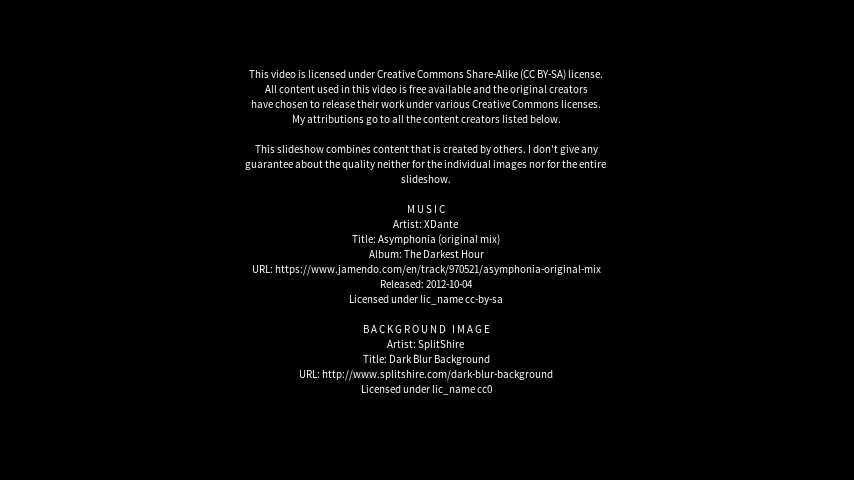 This video is licensed under Creative Commons Share-Alike (CC BY-SA) license.
All content used in this video is free available and the original creators
have chosen to release their work under various Creative Commons licenses.
My attributions go to all the content creators listed below.
This slideshow combines content that is created by others. I don't give any
guarantee about the quality neither for the individual images nor for the entire
slideshow.
MUSIC
Artist: XDante
Title: Asymphonia (original mix)
Album: The Darkest Hour
URL: https://www.jamendo.com/en/track/970521/asymphonia-original-mix
Released: 2012-10-04
Licensed under lic_name cc-by-sa
BACKGROUND IMAGE
Artist: SplitShire
Title: Dark Blur Background
URL: http://www.splitshire.com/dark-blur-background
Licensed under lic_name cc0